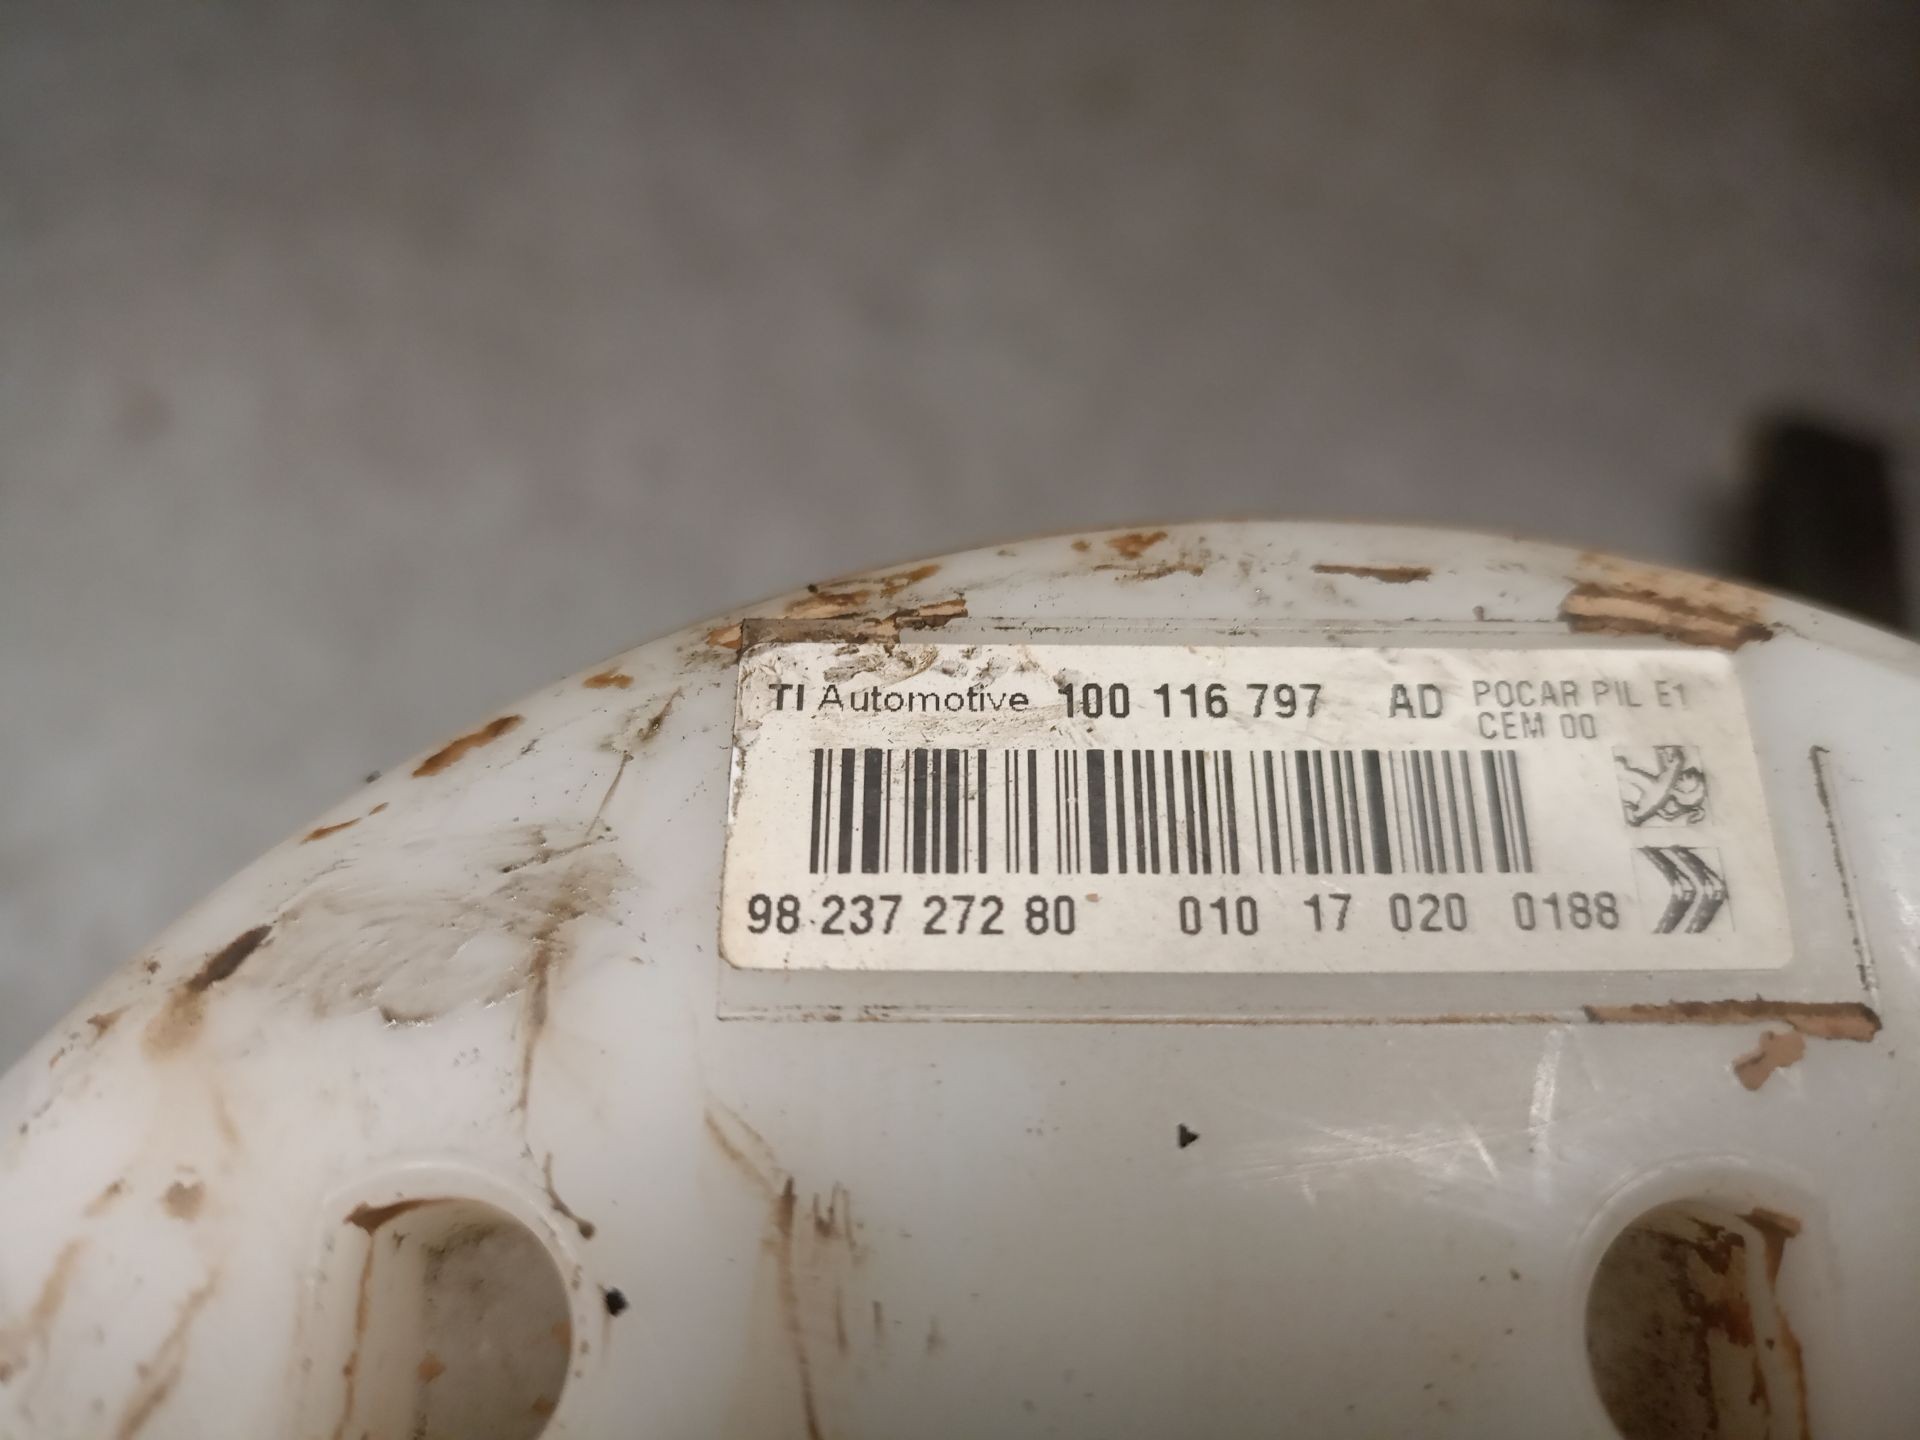 TI Automotive 100 116 797 AD POCAR PIL E1
CEM 00
98 237 272 80 010 17 020 0188